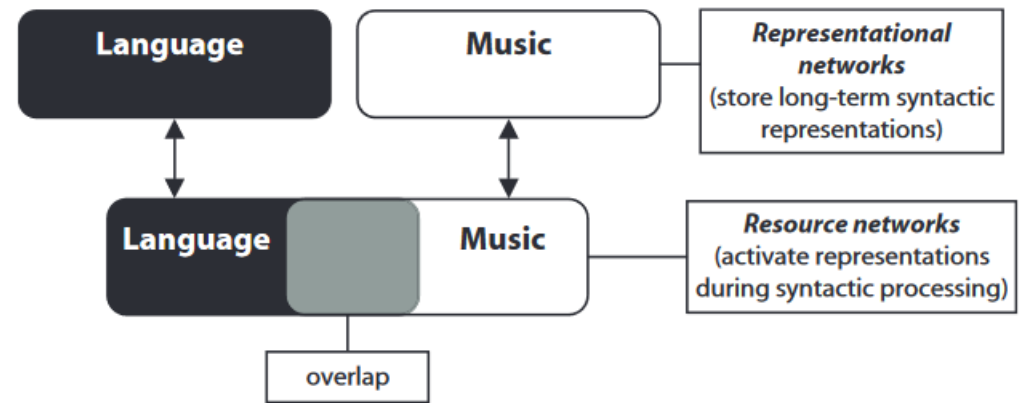 Language
Music
Representational
networks
(store long-term syntactic
representations)
Language
Music
Resource networks
(activate representations
during syntactic processing)
overlap